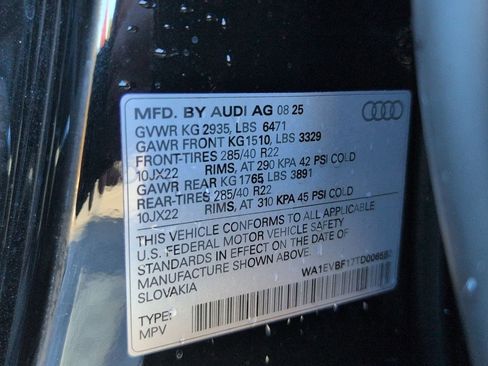 MFD. BY AUDI AG 08 25
GVWR KG 2935, LBS 6471
GAWR FRONT KG1510, LBS 3329
FRONT-TIRES 285/40 R22
10JX22 RIMS, AT 290 KPA 42 PSI COLD
GAWR REAR KG 1765, LBS 3891
REAR-TIRES 285/40 R22
10JX22 RIMS, AT 310 KPA 45 PSI COLD
THIS VEHICLE CONFORMS TO ALL APPLICABLE
U.S. FEDERAL MOTOR VEHICLE SAFETY
STANDARDS IN EFFECT ON THE DATE OF
MANUFACTURE SHOWN ABOVE.
SLOVAKIA
TYPE:
MPV